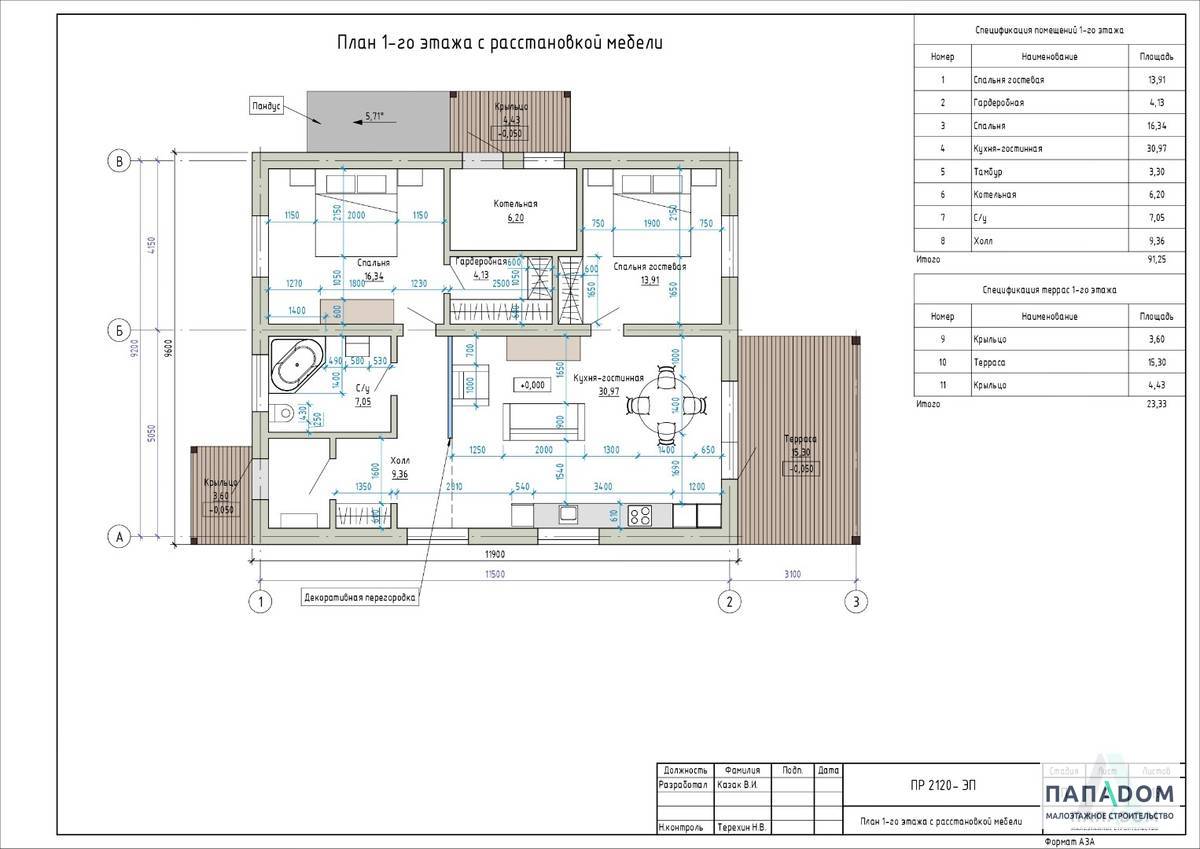 План 1-го этажа с расстановкой мебели
Спецификация помещений 1-го этажа
Номер Наименование Площадь
1 Спальня гостевая 13,91
2 Гардеробная 4,13
3 Спальня 16,34
4 Кухня-гостинная 30,97
5 Тамбур 3,30
6 Котельная 6,20
7 С/у 7,05
8 Холл 9,36
Итого 91,25
Спецификация террас 1-го этажа
Номер Наименование Площадь
9 Крыльцо 3,60
10 Терраса 15,30
11 Крыльцо 4,43
Итого 23,33
Пандус
5,71°
Крыльцо
4,43
-0,050
В
Б
А
4150
5050
9200
9600
1150 2150 2000 1150
Спальня
16,34
1270 1050 1800 1230
1400 600
Котельная
6,20
Гардеробная
4,13
600
1050
2500
600
1650
750 1900 2150 750
Спальня гостевая
13,91
1650
490 580 530
1400
С/у
7,05
430
1250
700
1000
1650
+0,000
Кухня-гостинная
30,97
1000
1400
900
1250 2000 1300 1400 650
1540
1690
Холл
9,36
1600
1350 2810 540 3400 1200
610
610
610
Крыльцо
3,60
-0,050
Терраса
15,30
-0,050
11900
11500 3100
Декоративная перегородка
1 2 3
Должность Фамилия Подп. Дата
Разработал Казак В.И.
Н.контроль Терехин Н.В.
ПР 2120- ЭП
План 1-го этажа с расстановкой мебели
Стадия Лист Листов
ПАПАDОМ
МАЛОЭТАЖНОЕ СТРОИТЕЛЬСТВО
Формат А3А